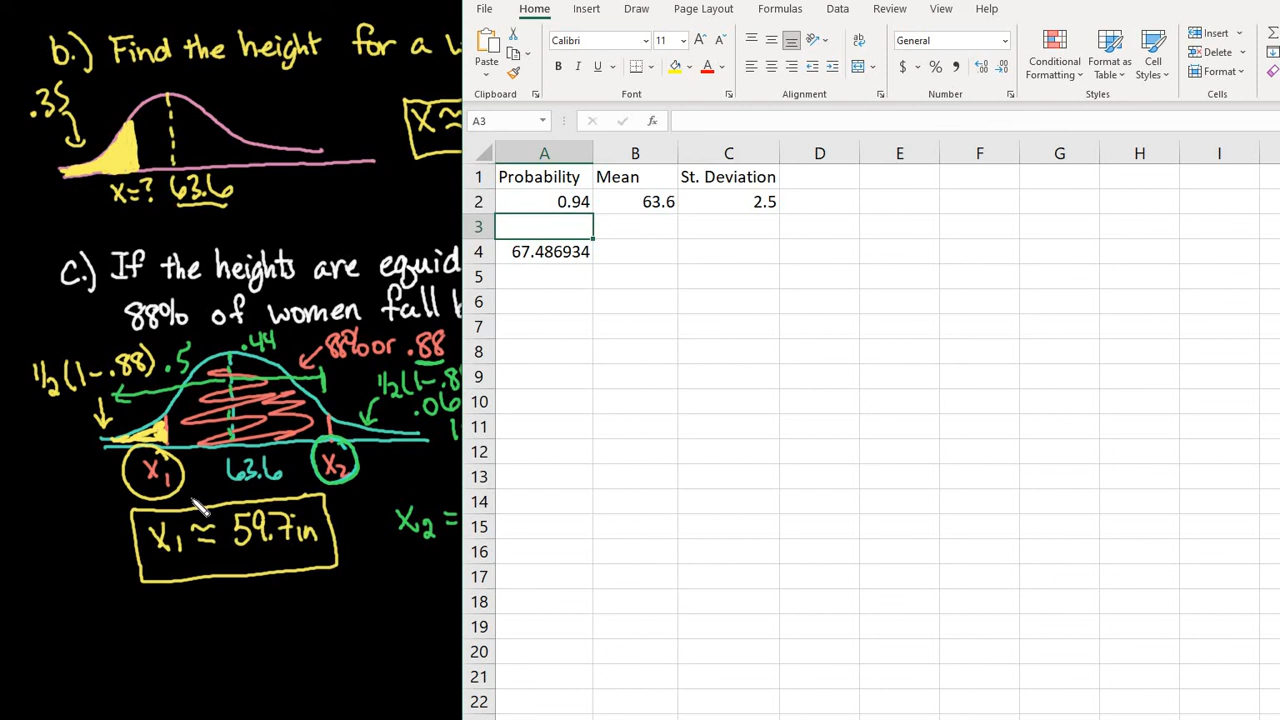 b.) Find the height for a
.35
x=? 63.6
X ≈
c.) If the heights are equid
88% of women fall
½(1-.88) .5 .44 88% or .88
½(1-.8
.06
x₁ 63.6 x₂
x₁ ≅ 59.7in
x₂ =
File Home Insert Draw Page Layout Formulas Data Review View Help
Paste Calibri 11 A A General Conditional Formatting Format as Table Cell Styles Insert Delete Format
B I U A $ % ,
Clipboard Font Alignment Number Styles Cells
A3 fx
A B C D E F G H I
1 Probability Mean St. Deviation
2 0.94 63.6 2.5
3
4 67.486934
5
6
7
8
9
10
11
12
13
14
15
16
17
18
19
20
21
22